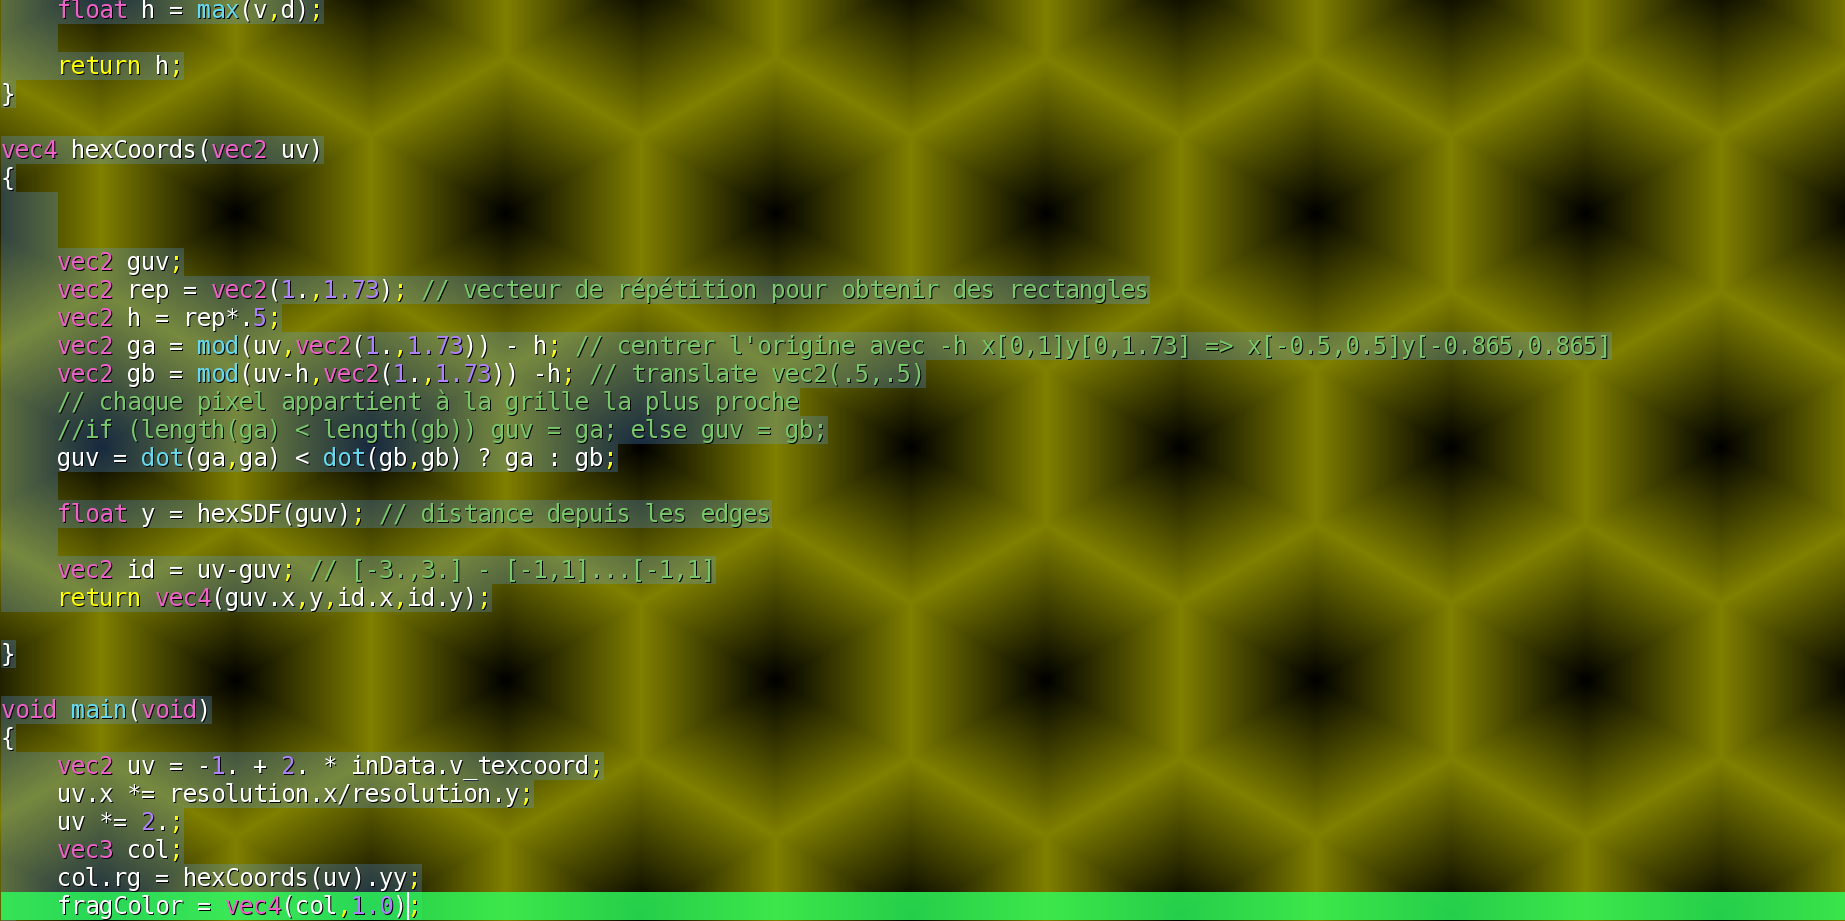 float h = max(v,d);
return h;
}
vec4 hexCoords(vec2 uv)
{
vec2 guv;
vec2 rep = vec2(1.,1.73); // vecteur de répétition pour obtenir des rectangles
vec2 h = rep*.5;
vec2 ga = mod(uv,vec2(1.,1.73)) - h; // centrer l'origine avec -h x[0,1]y[0,1.73] => x[-0.5,0.5]y[-0.865,0.865]
vec2 gb = mod(uv-h,vec2(1.,1.73)) -h; // translate vec2(.5,.5)
// chaque pixel appartient à la grille la plus proche
//if (length(ga) < length(gb)) guv = ga; else guv = gb;
guv = dot(ga,ga) < dot(gb,gb) ? ga : gb;
float y = hexSDF(guv); // distance depuis les edges
vec2 id = uv-guv; // [-3.,3.] - [-1,1]...[-1,1]
return vec4(guv.x,y,id.x,id.y);
}
void main(void)
{
vec2 uv = -1. + 2. * inData.v_texcoord;
uv.x *= resolution.x/resolution.y;
uv *= 2.;
vec3 col;
col.rg = hexCoords(uv).yy;
fragColor = vec4(col,1.0);